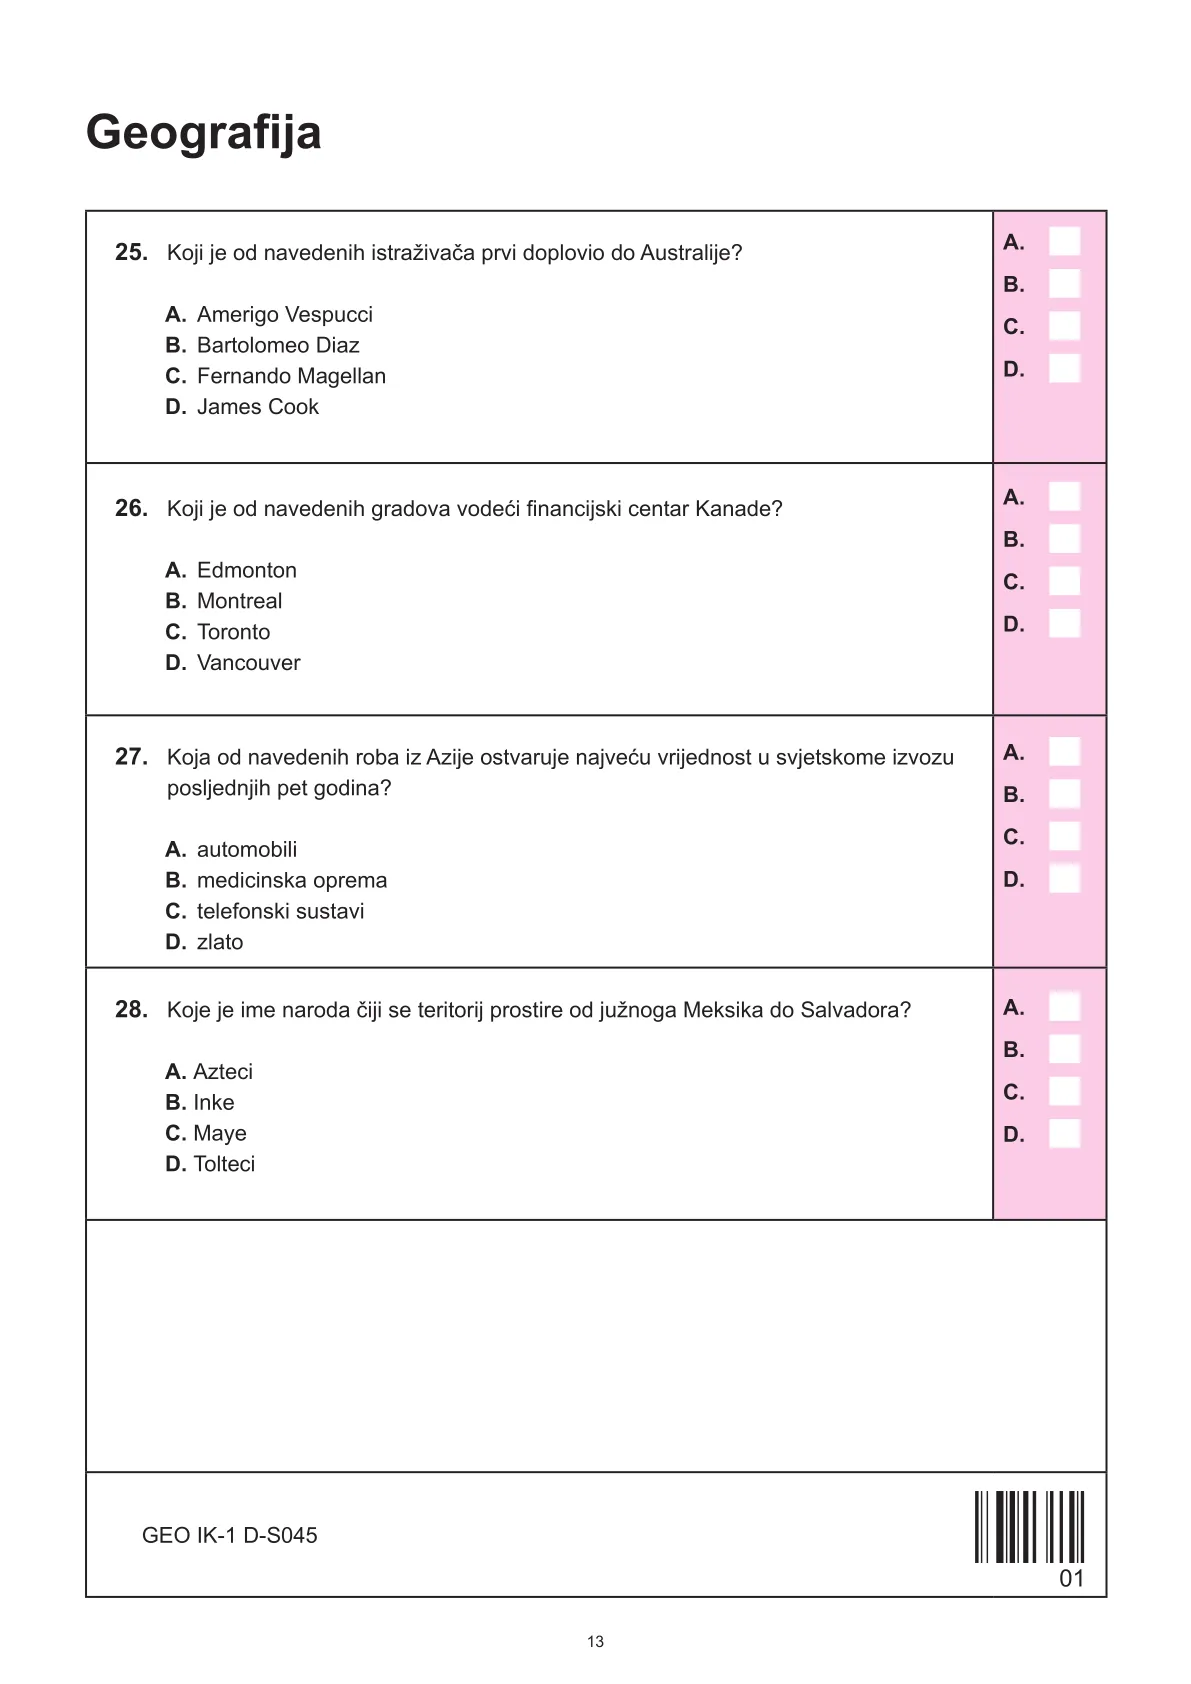 Geografija
25. Koji je od navedenih istraživača prvi doplovio do Australije?
A. Amerigo Vespucci
B. Bartolomeo Diaz
C. Fernando Magellan
D. James Cook
A.
B.
C.
D.
26. Koji je od navedenih gradova vodeći financijski centar Kanade?
A. Edmonton
B. Montreal
C. Toronto
D. Vancouver
A.
B.
C.
D.
27. Koja od navedenih roba iz Azije ostvaruje najveću vrijednost u svjetskome izvozu
posljednjih pet godina?
A. automobili
B. medicinska oprema
C. telefonski sustavi
D. zlato
A.
B.
C.
D.
28. Koje je ime naroda čiji se teritorij prostire od južnoga Meksika do Salvadora?
A. Azteci
B. Inke
C. Maye
D. Tolteci
A.
B.
C.
D.
GEO IK-1 D-S045
01
13